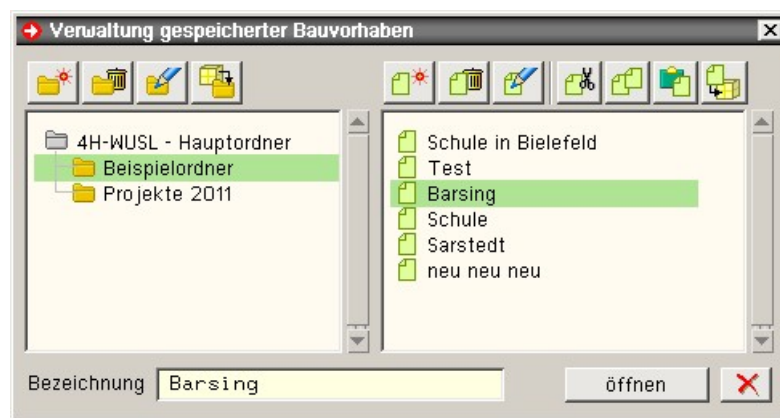 Verwaltung gespeicherter Bauvorhaben
4H-WUSL - Hauptordner
Beispielordner
Projekte 2011
Schule in Bielefeld
Test
Barsing
Schule
Sarstedt
neu neu neu
Bezeichnung Barsing
öffnen